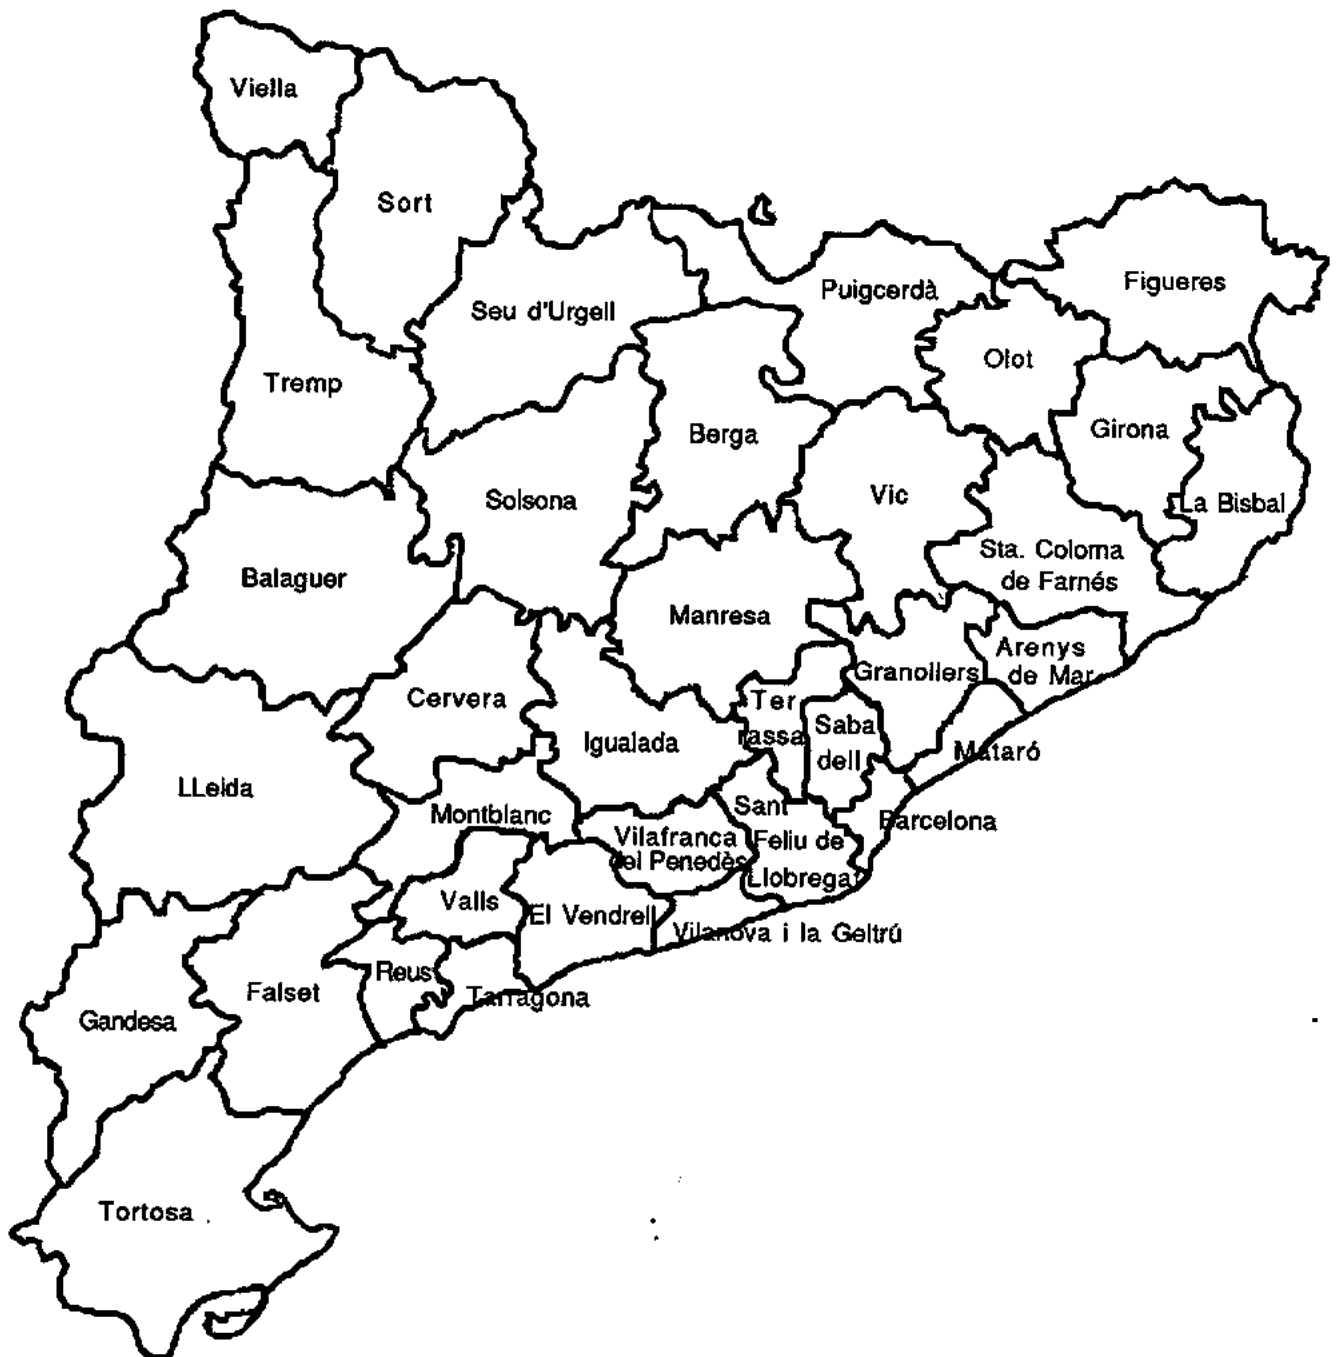 Viella
Sort
Seu d'Urgell
Puigcerdà
Figueres
Tremp
Olot
Berga
Girona
Solsona
Vic
La Bisbal
Balaguer
Sta. Coloma
de Farnés
Manresa
Cervera
Granollers
Arenys
de Mar
Igualada
Ter
rassa
Saba
dell
Mataró
LLeida
Montblanc
Sant
Feliu de
Llobregat
Barcelona
Vilafranca
del Penedès
Valls
El Vendrell
Vilanova i la Geltrú
Reus
Tarragona
Falset
Gandesa
Tortosa